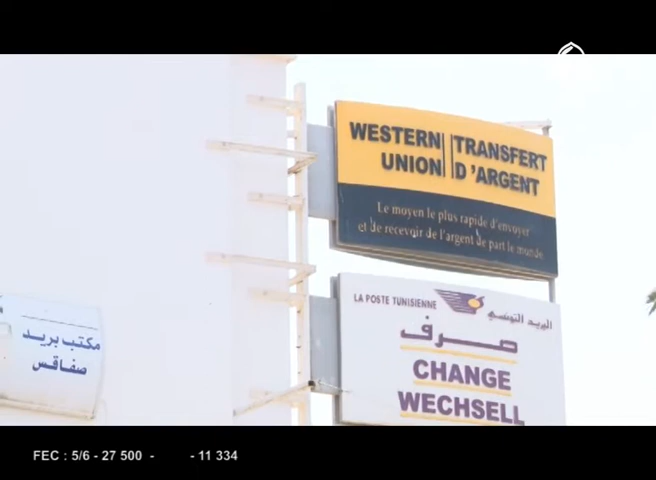 WESTERN UNION
TRANSFERT D'ARGENT
Le moyen le plus rapide d'envoyer
et de recevoir de l'argent de part le monde
LA POSTE TUNISIENNE
البريد التونسي
صرف
CHANGE
WECHSELL
مكتب بريد
صفاقس
FEC : 5/6 - 27 500 - - 11 334